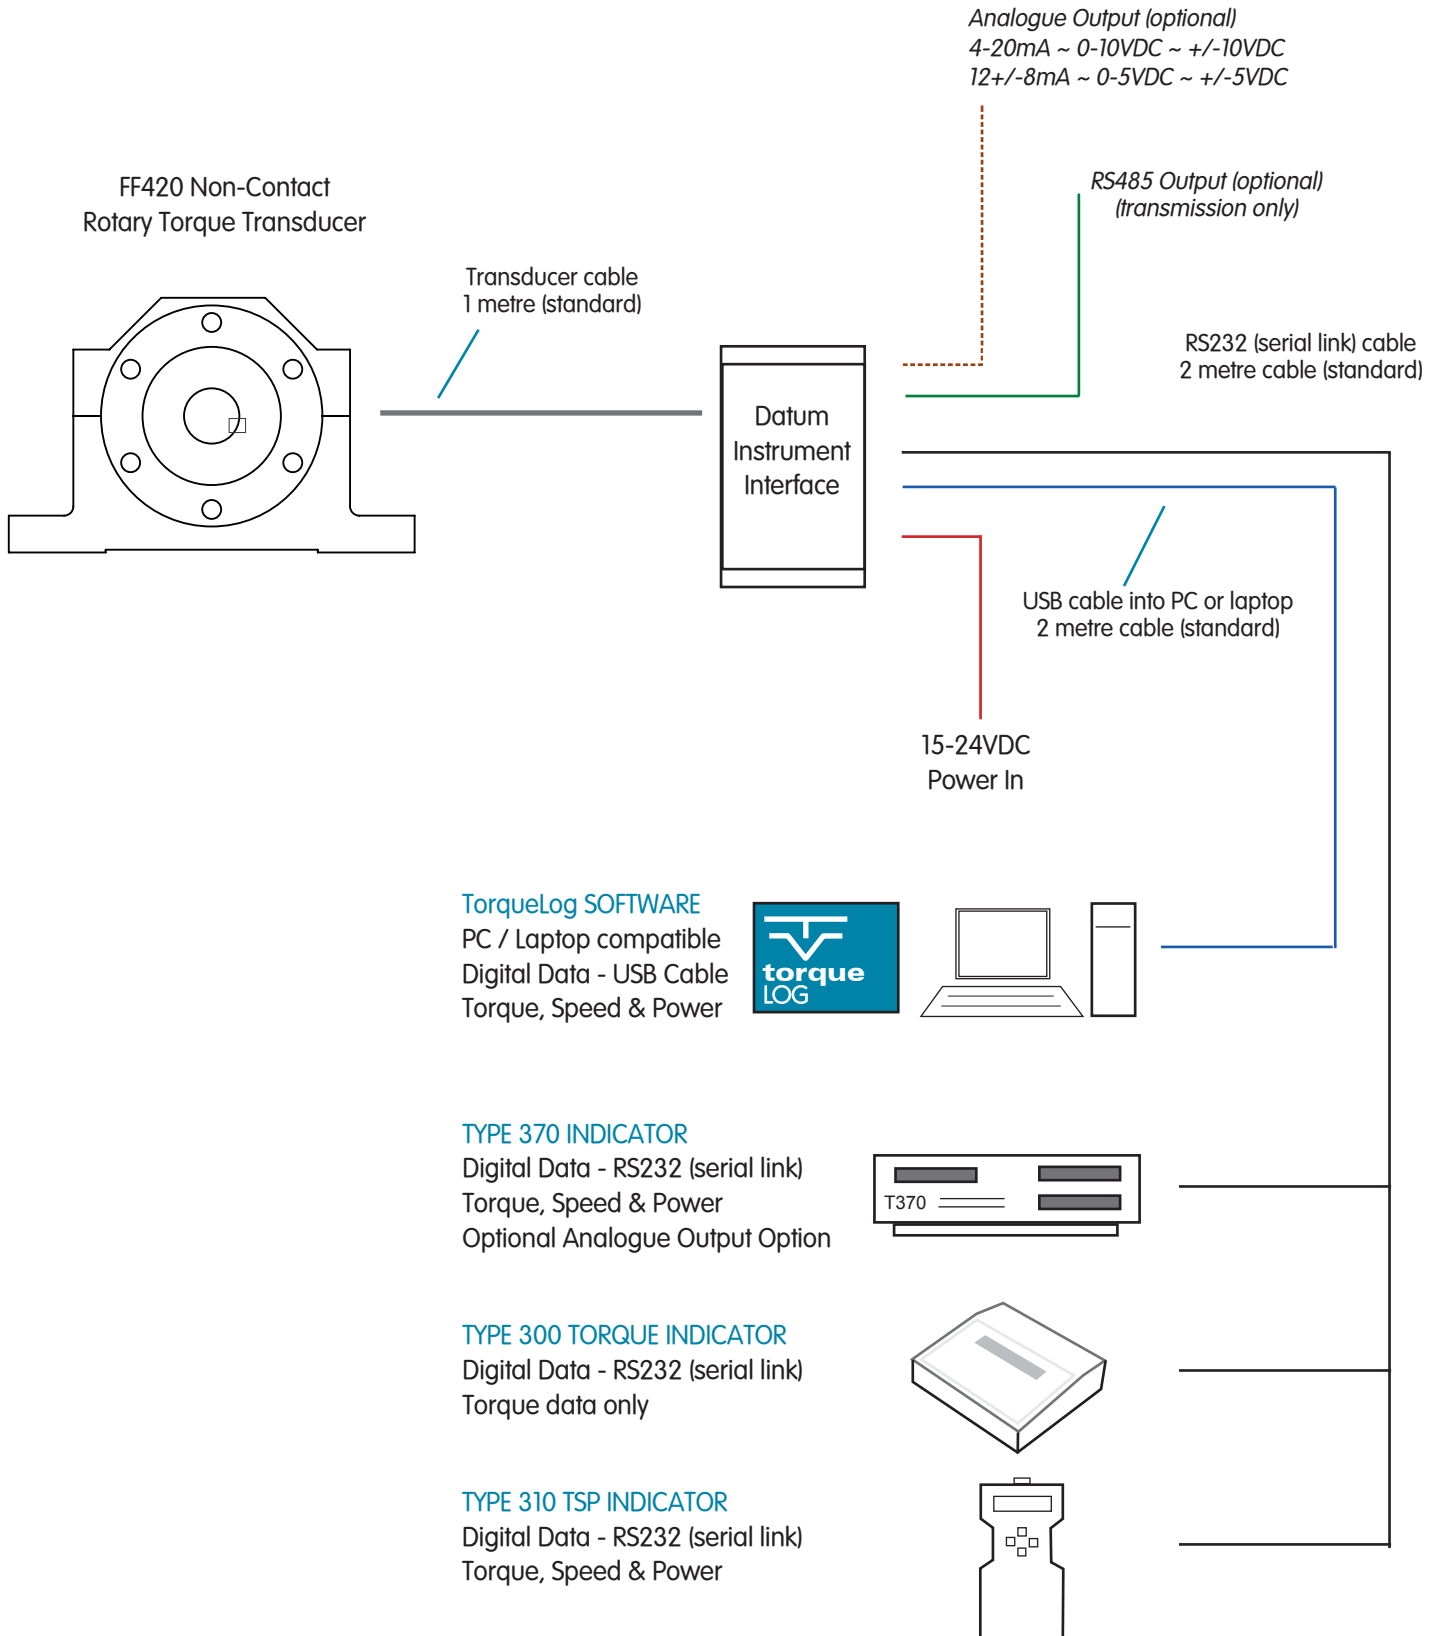 Analogue Output (optional)
4-20mA ~ 0-10VDC ~ +/-10VDC
12+/-8mA ~ 0-5VDC ~ +/-5VDC
RS485 Output (optional)
(transmission only)
FF420 Non-Contact
Rotary Torque Transducer
Transducer cable
1 metre (standard)
RS232 (serial link) cable
2 metre cable (standard)
Datum
Instrument
Interface
USB cable into PC or laptop
2 metre cable (standard)
15-24VDC
Power In
TorqueLog SOFTWARE
PC / Laptop compatible
Digital Data - USB Cable
Torque, Speed & Power
torque
LOG
TYPE 370 INDICATOR
Digital Data - RS232 (serial link)
Torque, Speed & Power
Optional Analogue Output Option
T370
TYPE 300 TORQUE INDICATOR
Digital Data - RS232 (serial link)
Torque data only
TYPE 310 TSP INDICATOR
Digital Data - RS232 (serial link)
Torque, Speed & Power